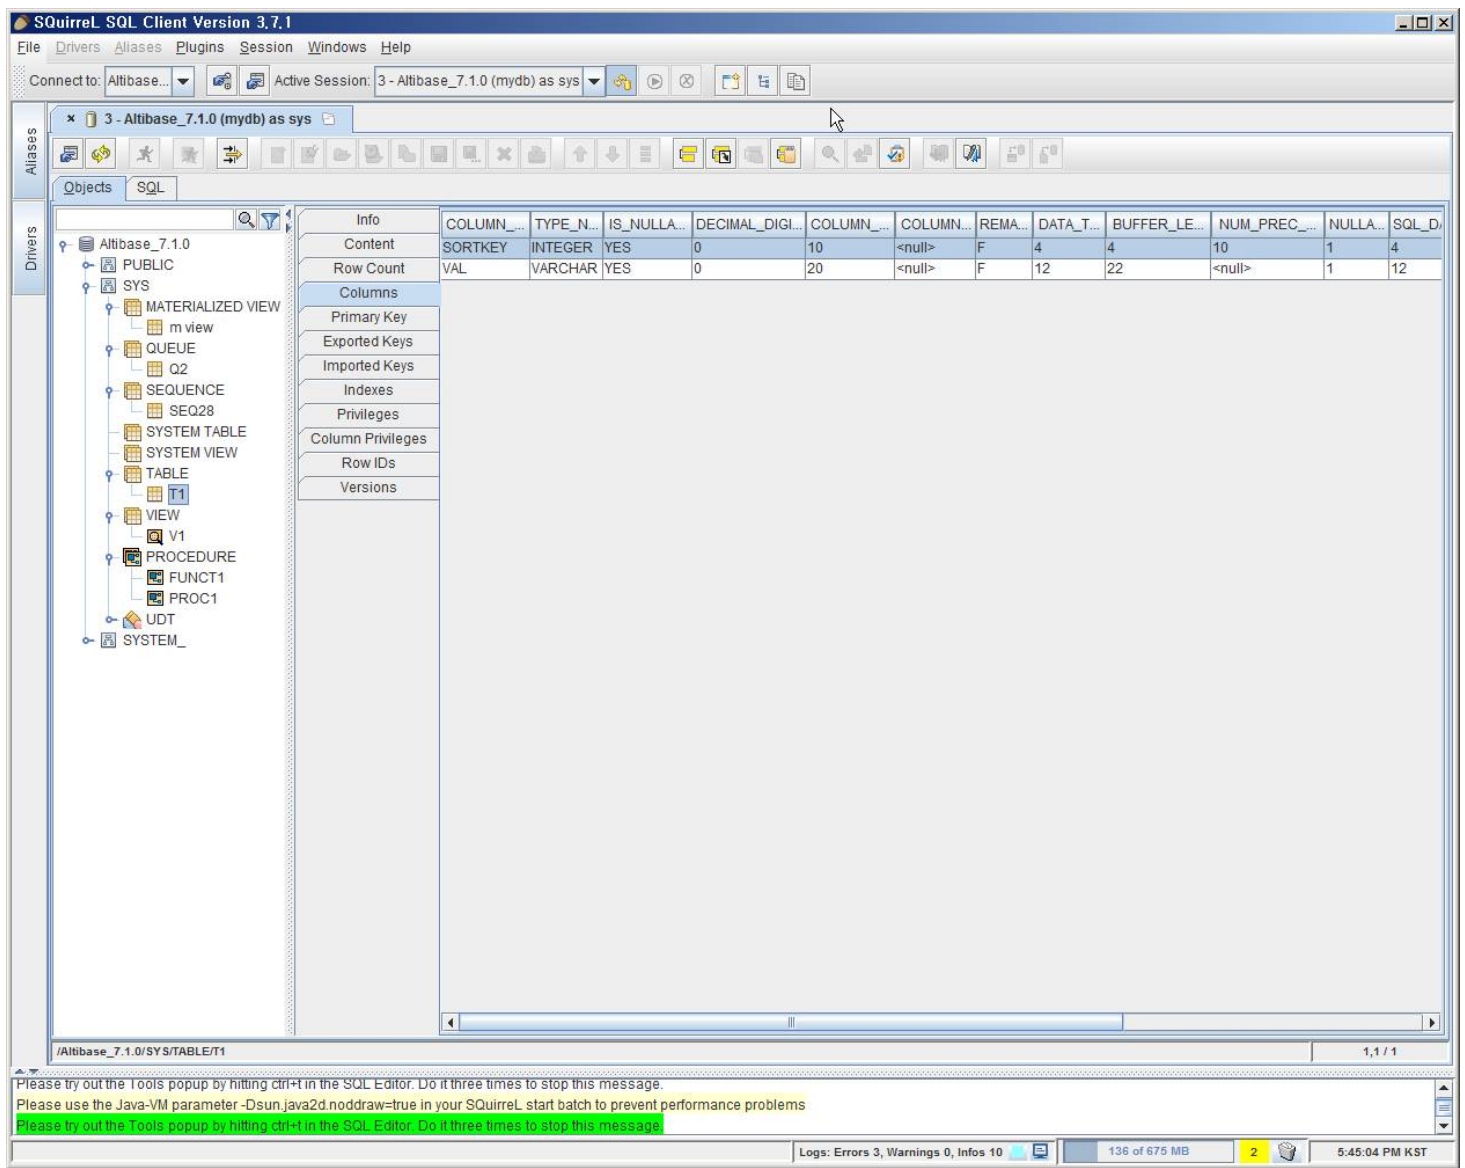 SQuirreL SQL Client Version 3.7.1
File Drivers Aliases Plugins Session Windows Help
Connect to: Altibase... Active Session: 3 - Altibase_7.1.0 (mydb) as sys
3 - Altibase_7.1.0 (mydb) as sys
Aliases
Drivers
Objects SQL
Altibase_7.1.0
PUBLIC
SYS
MATERIALIZED VIEW
m view
QUEUE
Q2
SEQUENCE
SEQ28
SYSTEM TABLE
SYSTEM VIEW
TABLE
T1
VIEW
V1
PROCEDURE
FUNCT1
PROC1
UDT
SYSTEM_
Info
Content
Row Count
Columns
Primary Key
Exported Keys
Imported Keys
Indexes
Privileges
Column Privileges
Row IDs
Versions
COLUMN_... TYPE_N... IS_NULLA... DECIMAL_DIGI... COLUMN_... COLUMN... REMA... DATA_T... BUFFER_LE... NUM_PREC_... NULLA... SQL_D
SORTKEY INTEGER YES 0 10 <null> F 4 4 10 1 4
VAL VARCHAR YES 0 20 <null> F 12 22 <null> 1 12
/Altibase_7.1.0/SYS/TABLE/T1 1,1 / 1
Please try out the Tools popup by hitting ctrl+t in the SQL Editor. Do it three times to stop this message.
Please use the Java-VM parameter -Dsun.java2d.noddraw=true in your SQuirreL start batch to prevent performance problems
Please try out the Tools popup by hitting ctrl+t in the SQL Editor. Do it three times to stop this message.
Logs: Errors 3, Warnings 0, Infos 10 136 of 675 MB 2 5:45:04 PM KST